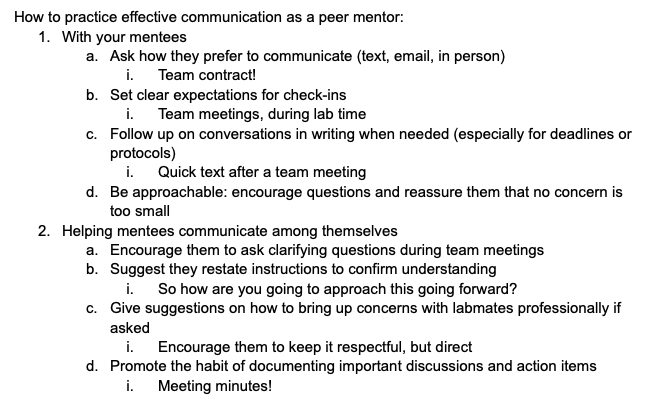 How to practice effective communication as a peer mentor:
1. With your mentees
a. Ask how they prefer to communicate (text, email, in person)
i. Team contract!
b. Set clear expectations for check-ins
i. Team meetings, during lab time
c. Follow up on conversations in writing when needed (especially for deadlines or
protocols)
i. Quick text after a team meeting
d. Be approachable: encourage questions and reassure them that no concern is
too small
2. Helping mentees communicate among themselves
a. Encourage them to ask clarifying questions during team meetings
b. Suggest they restate instructions to confirm understanding
i. So how are you going to approach this going forward?
c. Give suggestions on how to bring up concerns with labmates professionally if
asked
i. Encourage them to keep it respectful, but direct
d. Promote the habit of documenting important discussions and action items
i. Meeting minutes!